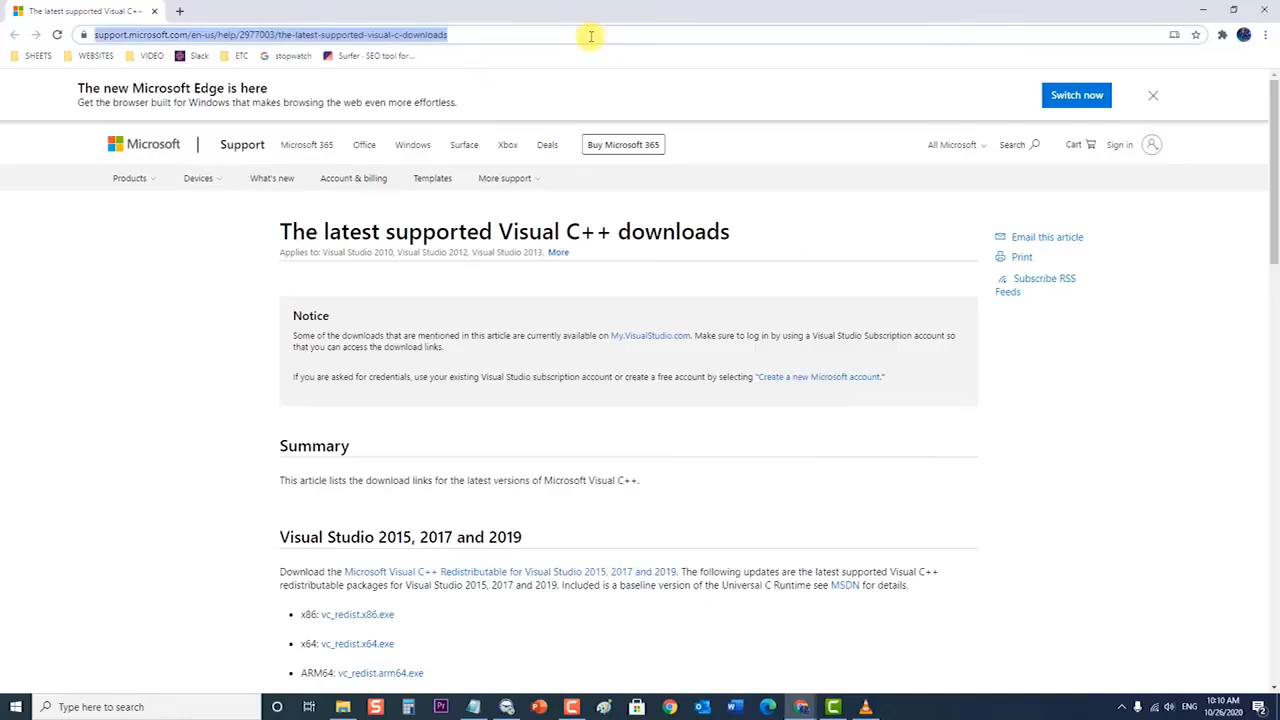 The latest supported Visual C++
support.microsoft.com/en-us/help/2977003/the-latest-supported-visual-c-downloads
SHEETS WEBSITES VIDEO Slack ETC stopwatch Surfer - SEO tool for...
The new Microsoft Edge is here
Get the browser built for Windows that makes browsing the web even more effortless.
Switch now
Microsoft Support Microsoft 365 Office Windows Surface Xbox Deals Buy Microsoft 365 All Microsoft Search Cart Sign in
Products Devices What's new Account & billing Templates More support
The latest supported Visual C++ downloads
Applies to: Visual Studio 2010, Visual Studio 2012, Visual Studio 2013, More
Email this article
Print
Subscribe RSS
Feeds
Notice
Some of the downloads that are mentioned in this article are currently available on My.VisualStudio.com. Make sure to log in by using a Visual Studio Subscription account so
that you can access the download links.
If you are asked for credentials, use your existing Visual Studio subscription account or create a free account by selecting "Create a new Microsoft account."
Summary
This article lists the download links for the latest versions of Microsoft Visual C++.
Visual Studio 2015, 2017 and 2019
Download the Microsoft Visual C++ Redistributable for Visual Studio 2015, 2017 and 2019. The following updates are the latest supported Visual C++
redistributable packages for Visual Studio 2015, 2017 and 2019. Included is a baseline version of the Universal C Runtime see MSDN for details.
• x86: vc_redist.x86.exe
• x64: vc_redist.x64.exe
• ARM64: vc_redist.arm64.exe
Type here to search
ENG
10:10 AM
10/26/2020